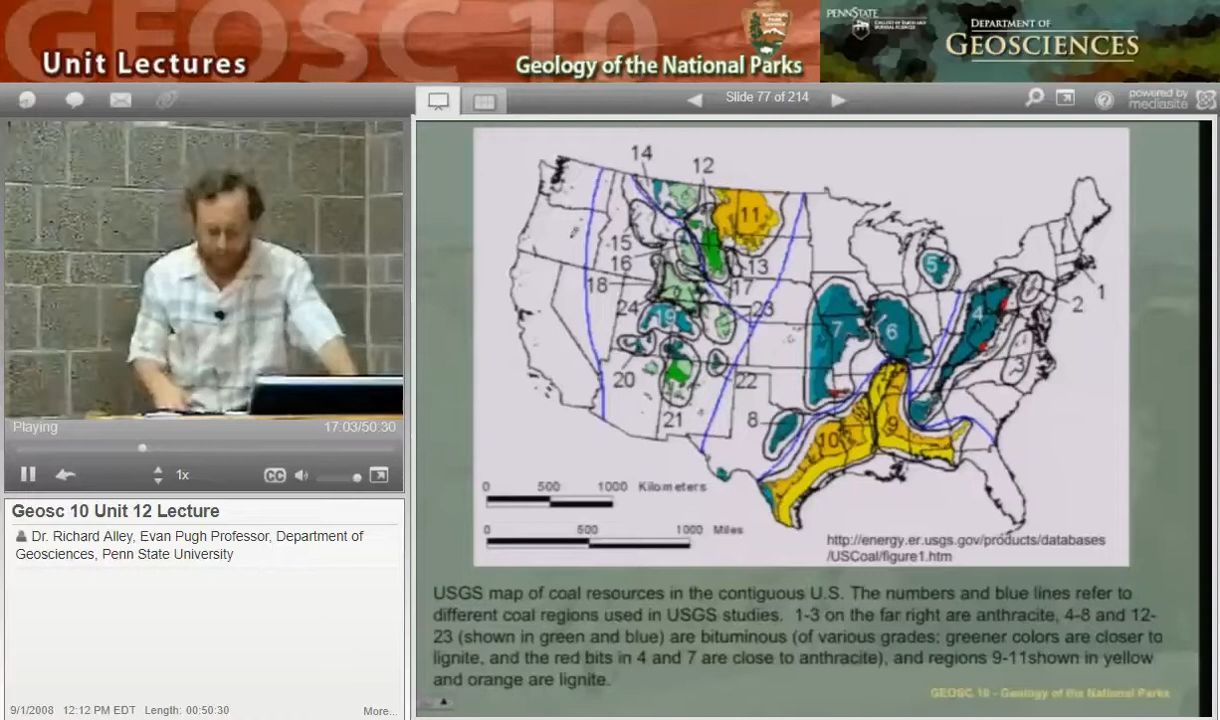 GEOSC 10
Unit Lectures
Geology of the National Parks
PENNSTATE
DEPARTMENT OF
GEOSCIENCES
Slide 77 of 214
powered by
mediasite
14
12
11
15
16
13
18
17
24
19
23
5
1
2
7
6
4
3
20
22
21
8
10
9
0 500 1000 Kilometers
0 500 1000 Miles
http://energy.er.usgs.gov/products/databases
/USCoal/figure1.htm
Playing
17:03/50:30
1x
CC
Geosc 10 Unit 12 Lecture
Dr. Richard Alley, Evan Pugh Professor, Department of
Geosciences, Penn State University
USGS map of coal resources in the contiguous U.S. The numbers and blue lines refer to
different coal regions used in USGS studies. 1-3 on the far right are anthracite, 4-8 and 12-
23 (shown in green and blue) are bituminous (of various grades; greener colors are closer to
lignite, and the red bits in 4 and 7 are close to anthracite), and regions 9-11shown in yellow
and orange are lignite.
GEOSC 10 - Geology of the National Parks
9/1/2008 12:12 PM EDT Length: 00:50:30
More...